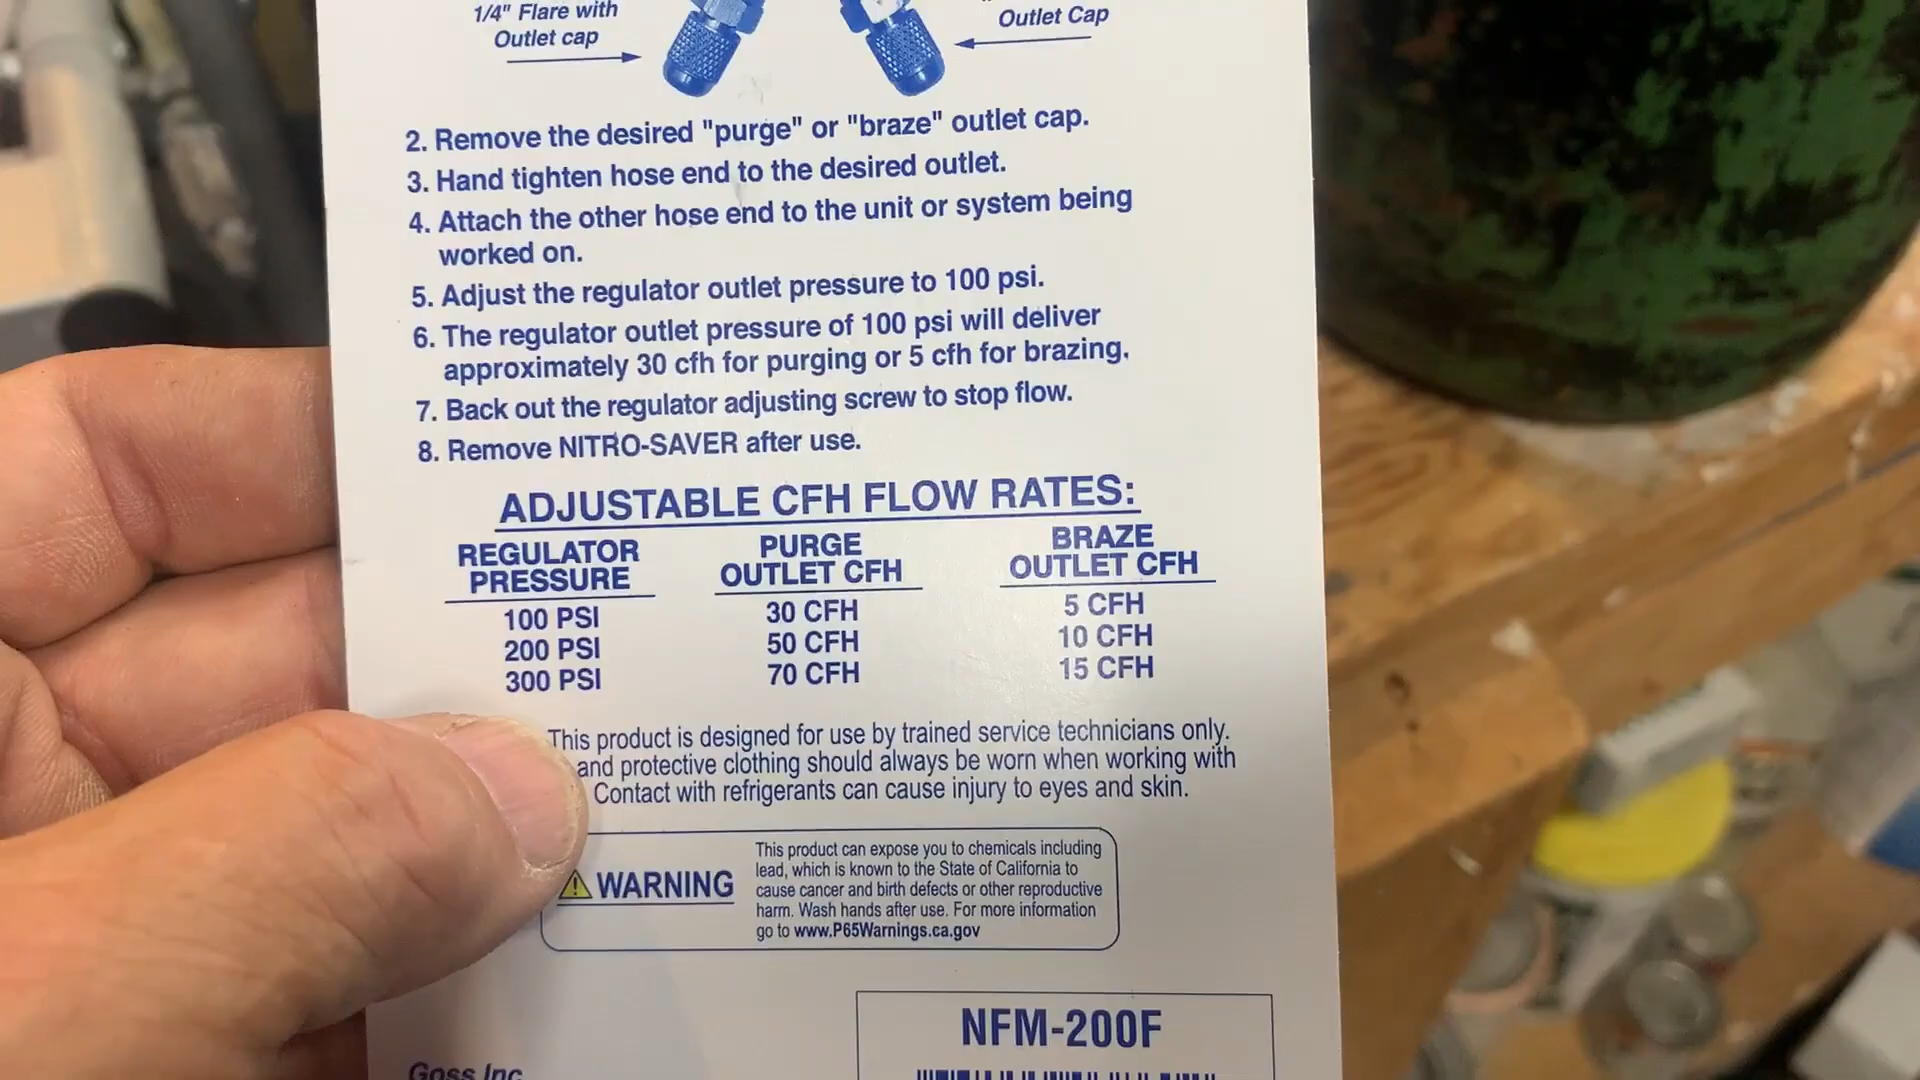 1/4" Flare with
Outlet cap
Outlet Cap
2. Remove the desired "purge" or "braze" outlet cap.
3. Hand tighten hose end to the desired outlet.
4. Attach the other hose end to the unit or system being
worked on.
5. Adjust the regulator outlet pressure to 100 psi.
6. The regulator outlet pressure of 100 psi will deliver
approximately 30 cfh for purging or 5 cfh for brazing.
7. Back out the regulator adjusting screw to stop flow.
8. Remove NITRO-SAVER after use.
ADJUSTABLE CFH FLOW RATES:
REGULATOR PRESSURE
PURGE OUTLET CFH
BRAZE OUTLET CFH
100 PSI 30 CFH 5 CFH
200 PSI 50 CFH 10 CFH
300 PSI 70 CFH 15 CFH
This product is designed for use by trained service technicians only.
and protective clothing should always be worn when working with
Contact with refrigerants can cause injury to eyes and skin.
WARNING
This product can expose you to chemicals including
lead, which is known to the State of California to
cause cancer and birth defects or other reproductive
harm. Wash hands after use. For more information
go to www.P65Warnings.ca.gov
NFM-200F
Goss Inc